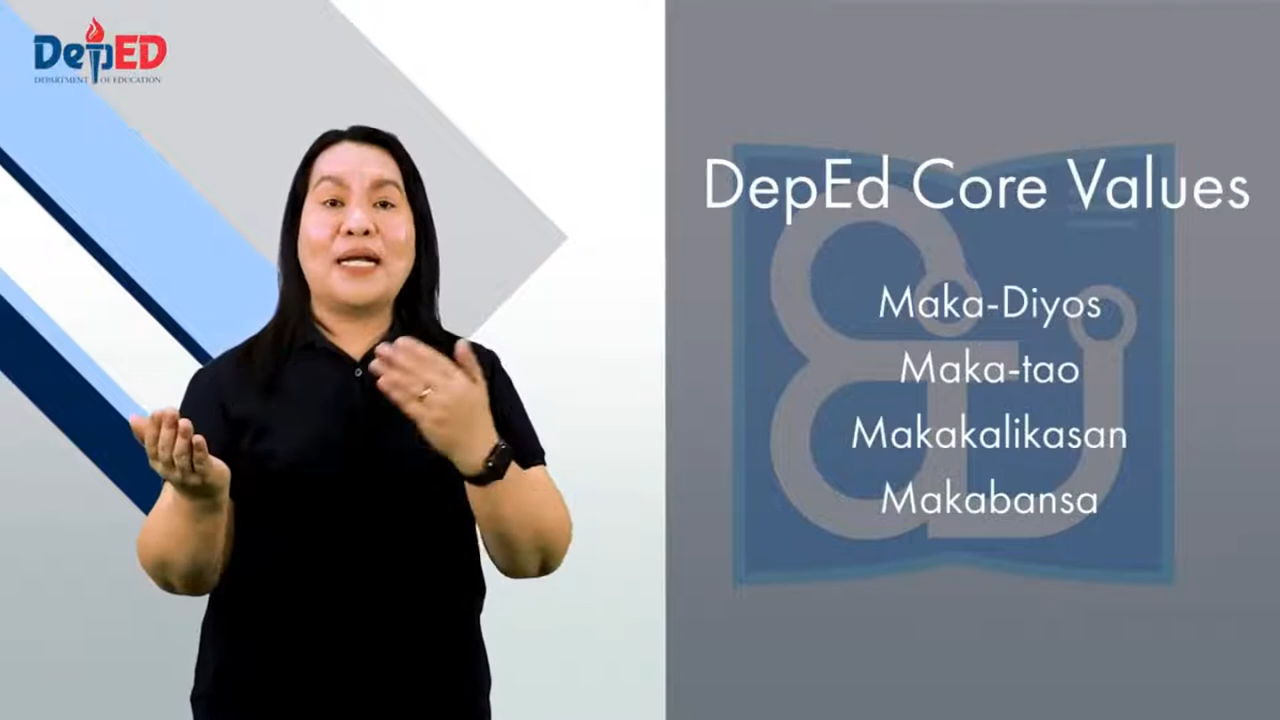 DepED
DEPARTMENT OF EDUCATION
DepEd Core Values
Maka-Diyos
Maka-tao
Makakalikasan
Makabansa